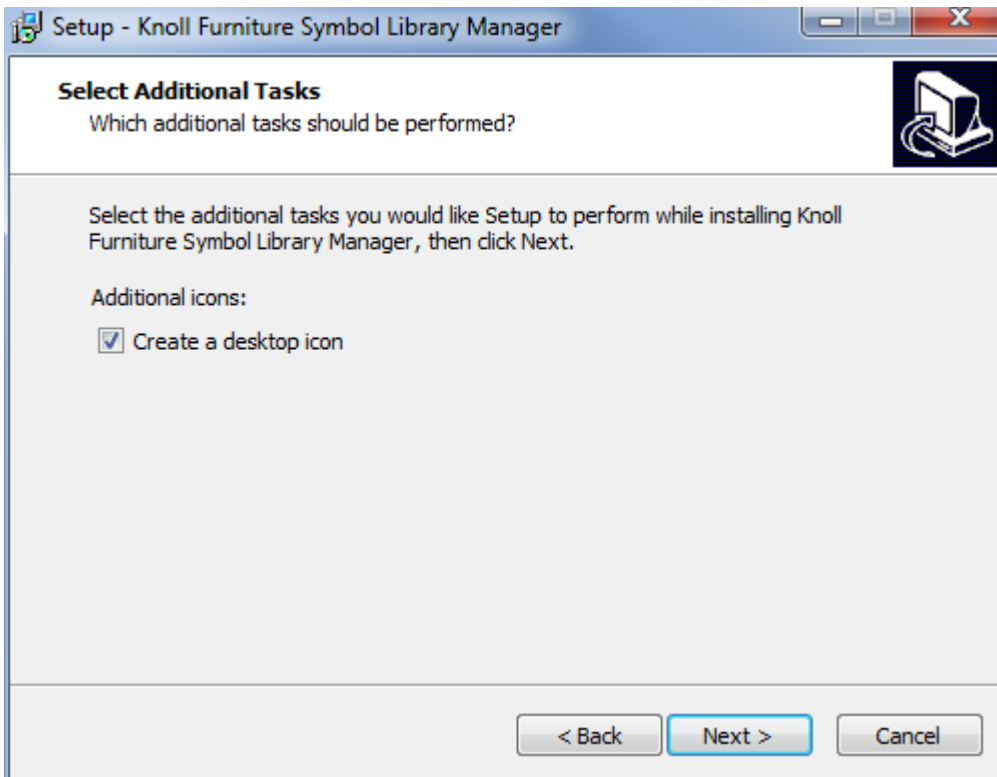 Setup - Knoll Furniture Symbol Library Manager
Select Additional Tasks
Which additional tasks should be performed?
Select the additional tasks you would like Setup to perform while installing Knoll
Furniture Symbol Library Manager, then click Next.
Additional icons:
Create a desktop icon
< Back
Next >
Cancel